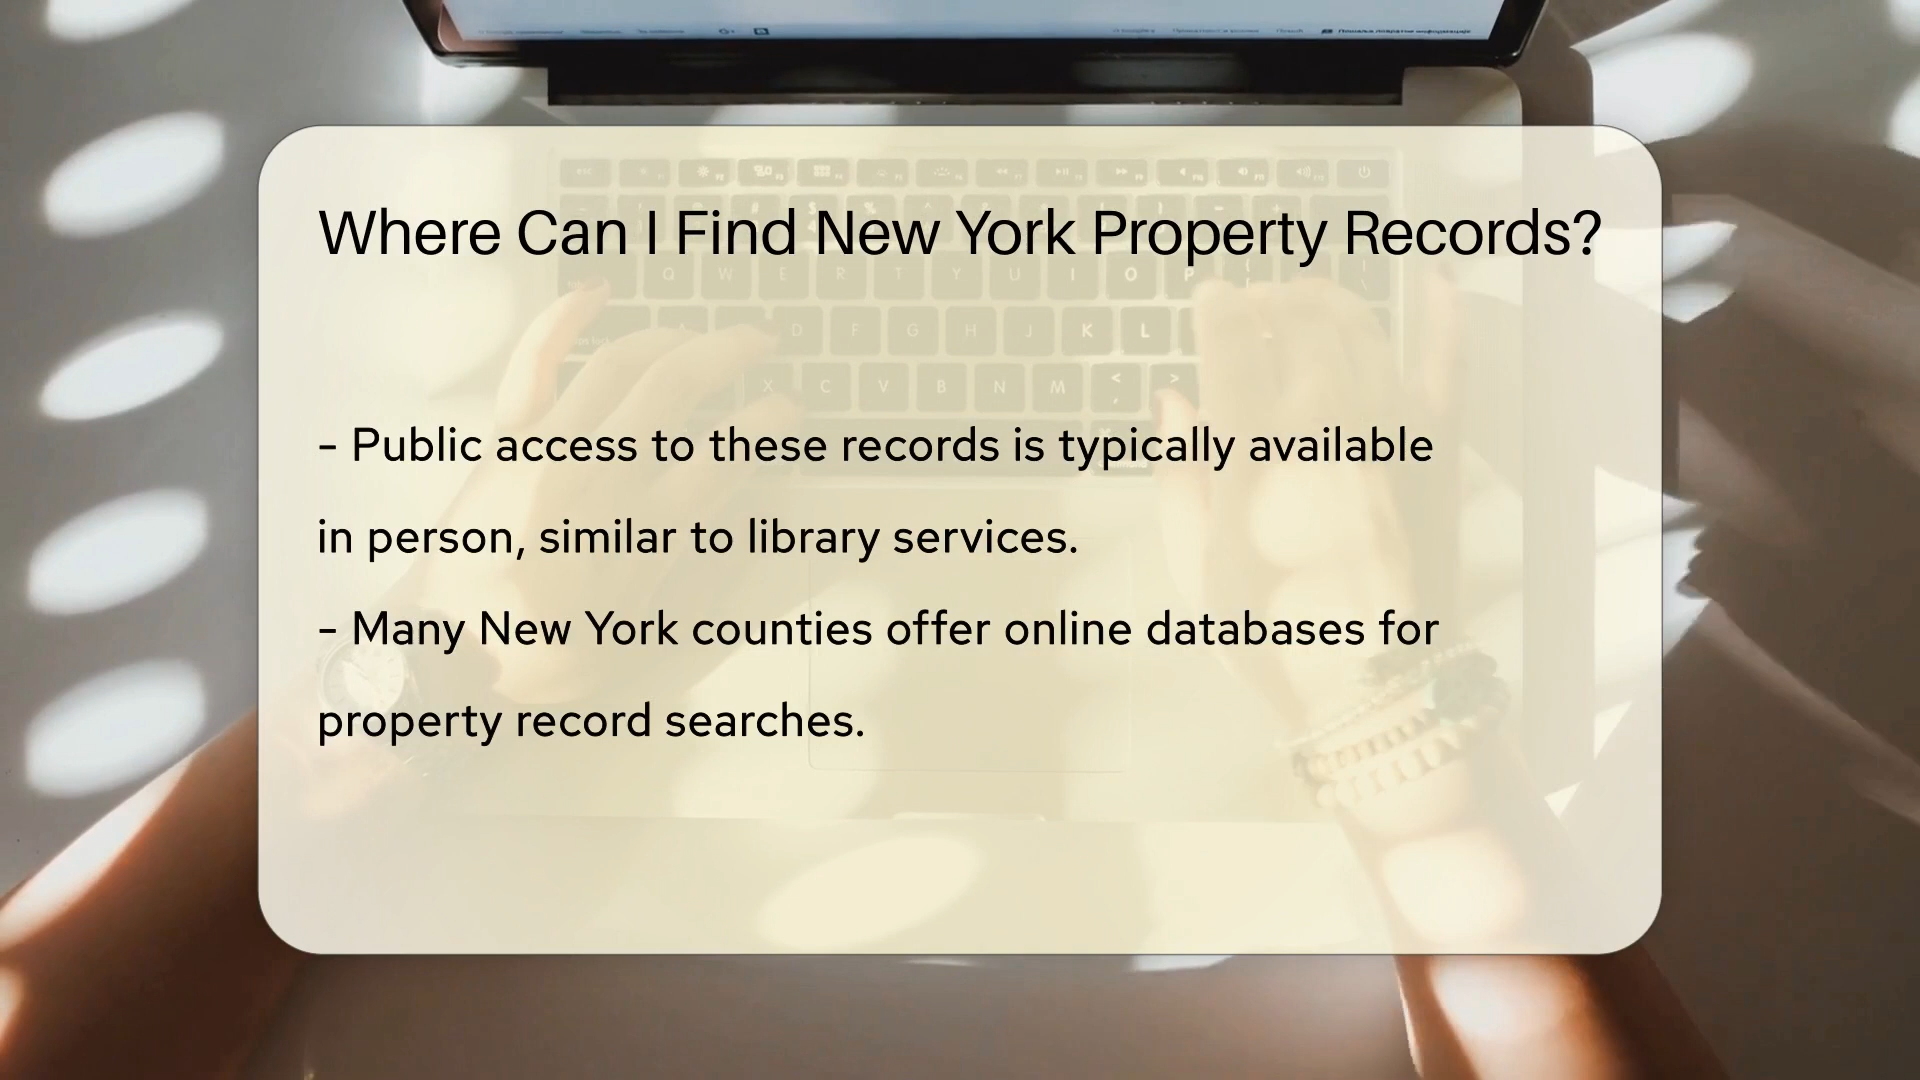 Where Can I Find New York Property Records?
- Public access to these records is typically available
in person, similar to library services.
- Many New York counties offer online databases for
property record searches.